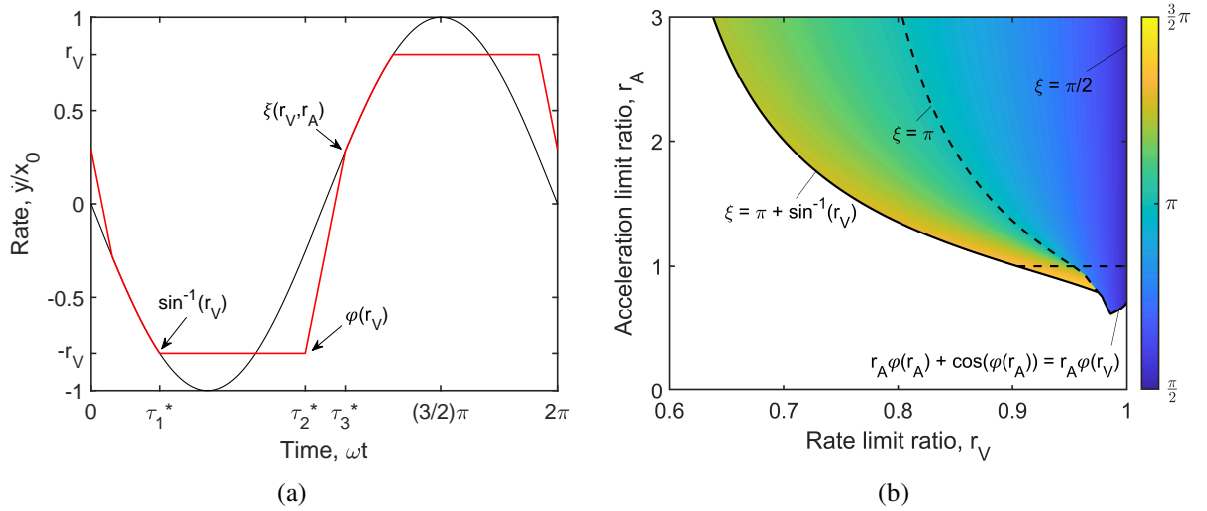 1
r_V
0.5
0
-0.5
-r_V
-1
Rate, ẏ/x_0
ξ(r_V,r_A)
sin^-1(r_V)
φ(r_V)
0
τ_1*
τ_2*
τ_3*
(3/2)π
2π
Time, ωt
(a)
3
2
1
0
Acceleration limit ratio, r_A
ξ = π/2
ξ = π
ξ = π + sin^-1(r_V)
r_Aφ(r_A) + cos(φ(r_A)) = r_Aφ(r_V)
0.6
0.7
0.8
0.9
1
Rate limit ratio, r_V
3/2 π
π
π/2
(b)